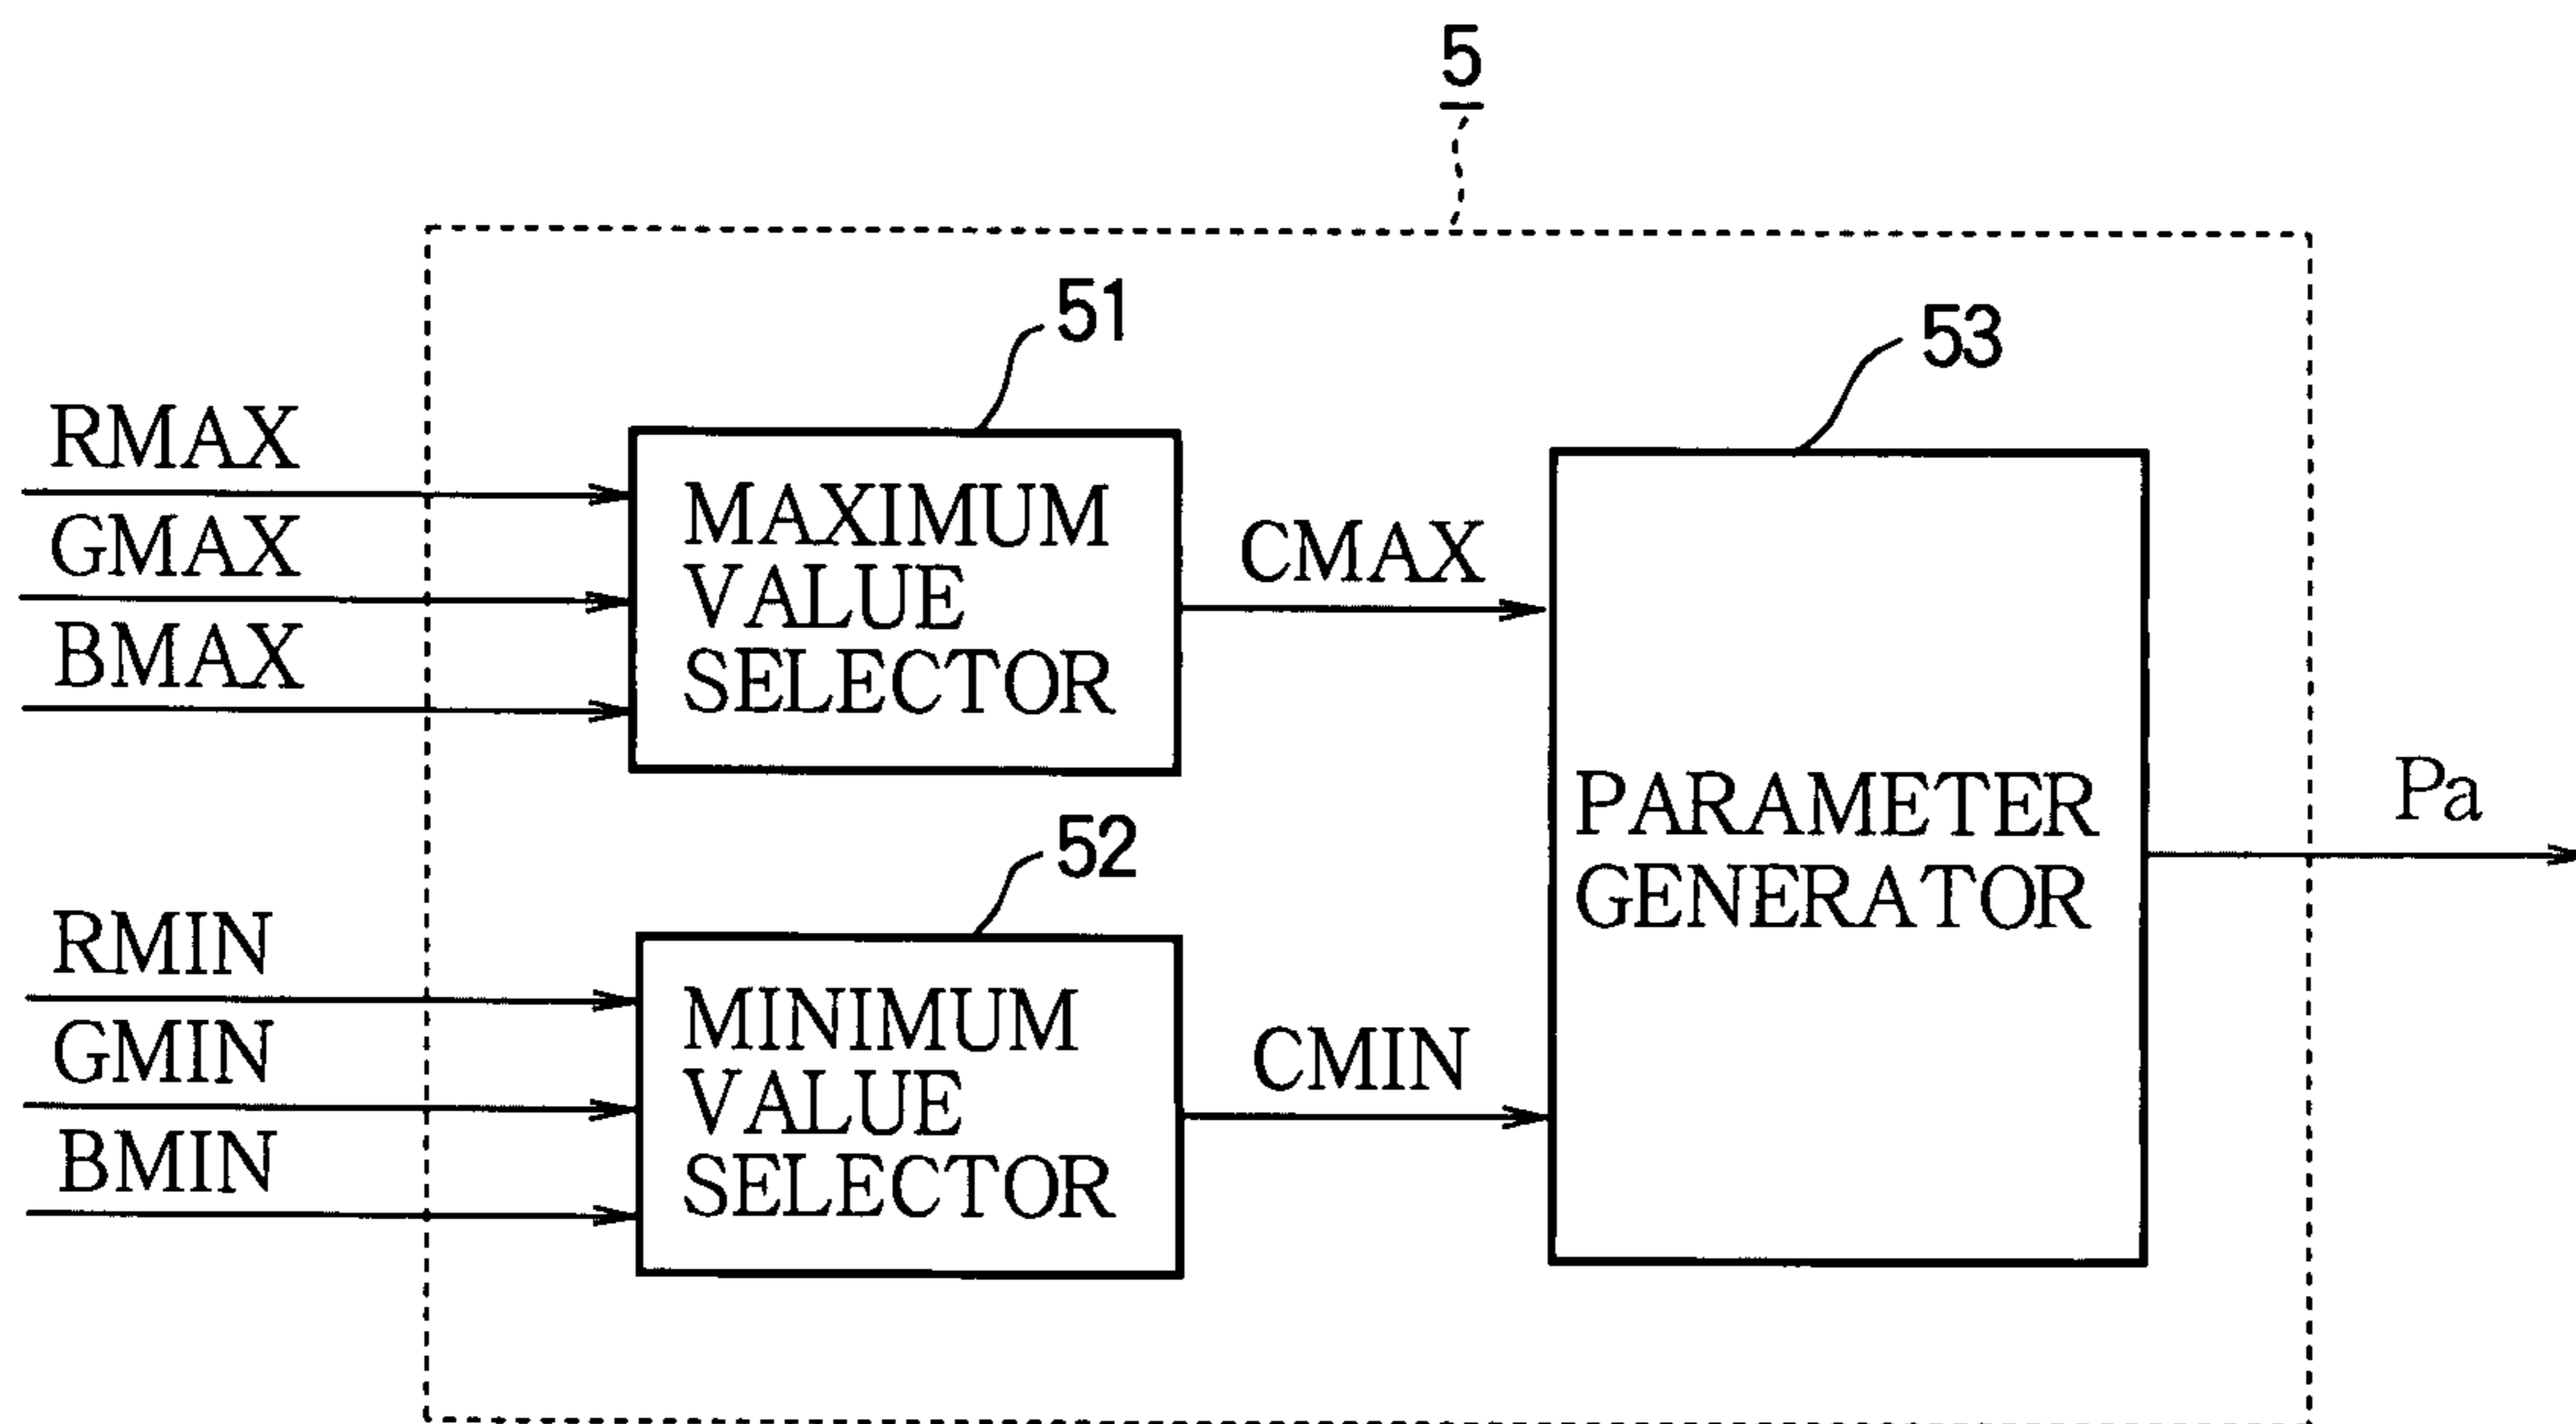 5
51
53
RMAX
GMAX
BMAX
MAXIMUM
VALUE
SELECTOR
CMAX
PARAMETER
GENERATOR
Pa
52
RMIN
GMIN
BMIN
MINIMUM
VALUE
SELECTOR
CMIN